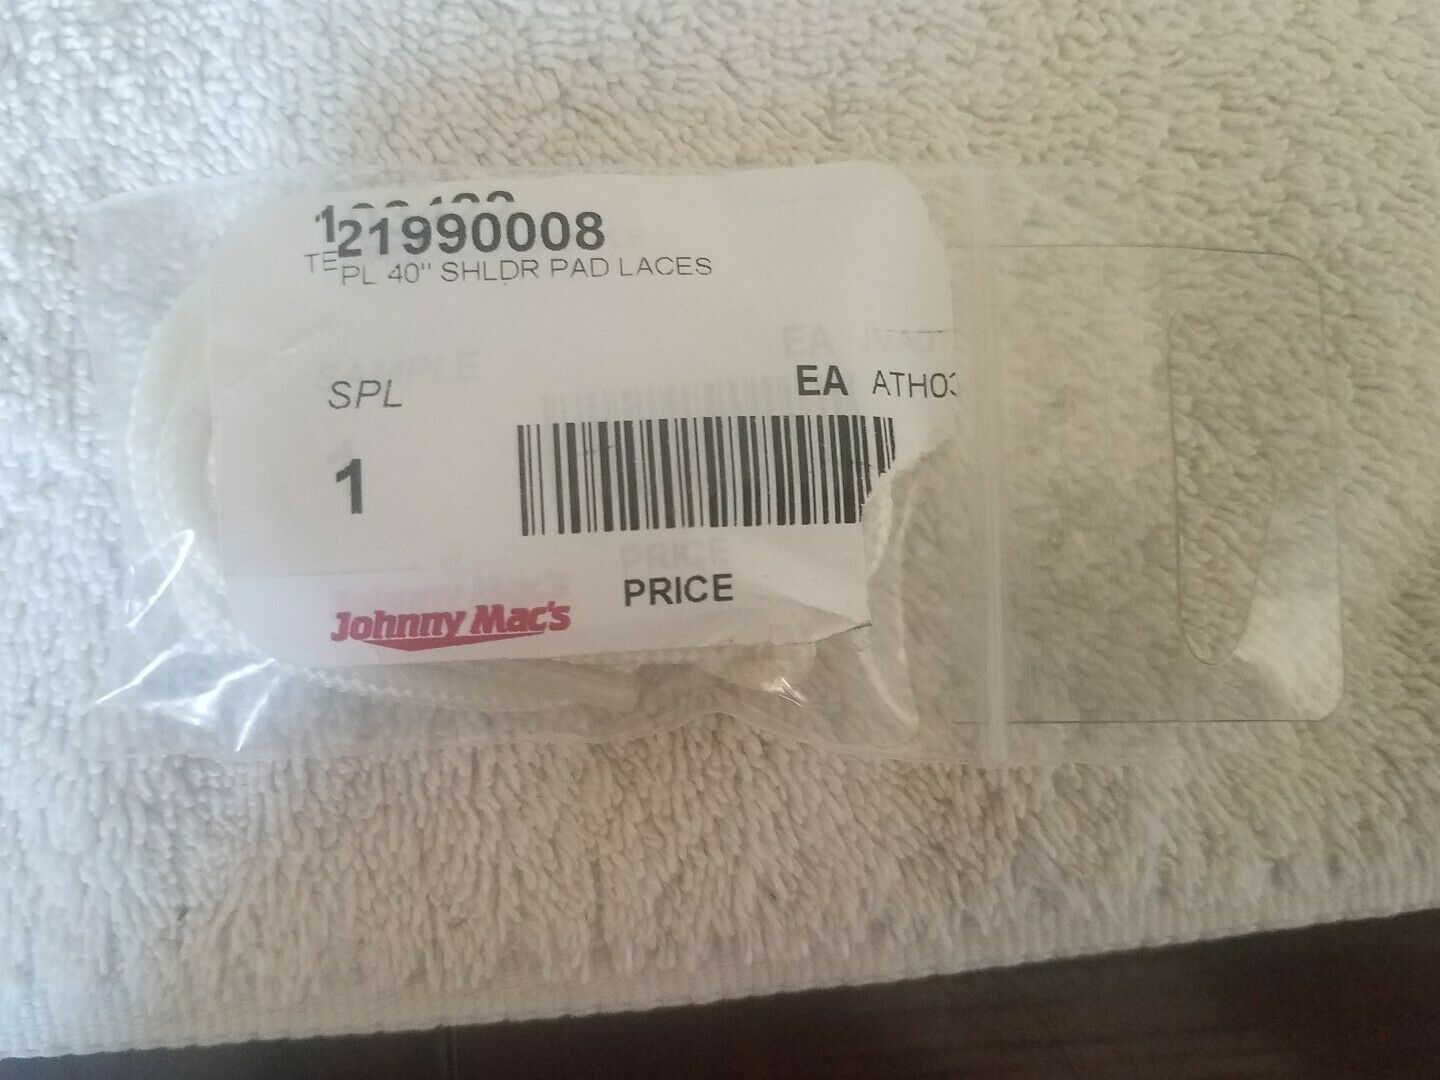 21990008
PL 40" SHLDR PAD LACES
SPL
EA
1
PRICE
Johnny Mac's